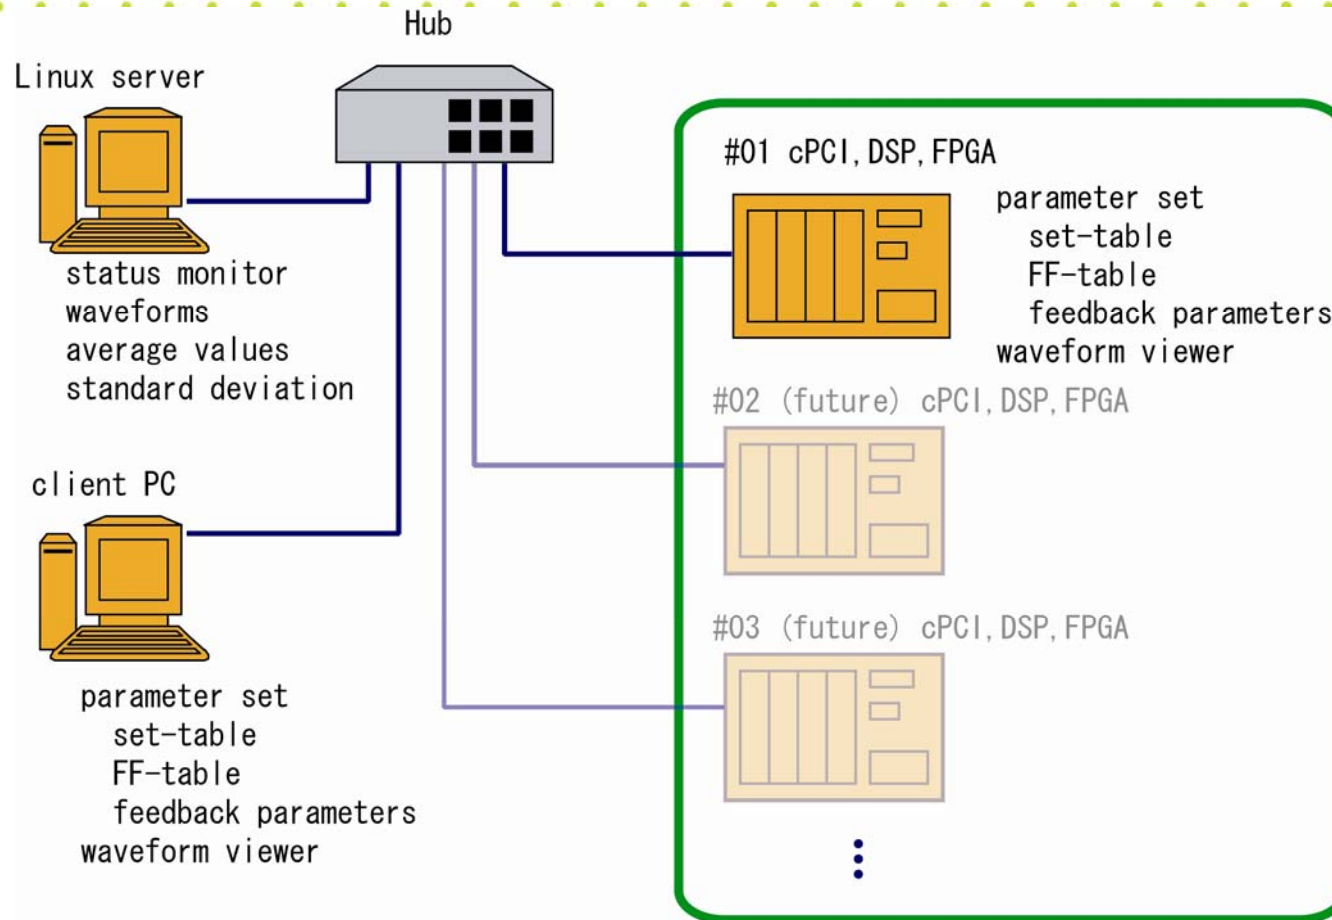 Hub
Linux server
status monitor
waveforms
average values
standard deviation
client PC
parameter set
set-table
FF-table
feedback parameters
waveform viewer
#01 cPCI, DSP, FPGA
parameter set
set-table
FF-table
feedback parameters
waveform viewer
#02 (future) cPCI, DSP, FPGA
#03 (future) cPCI, DSP, FPGA